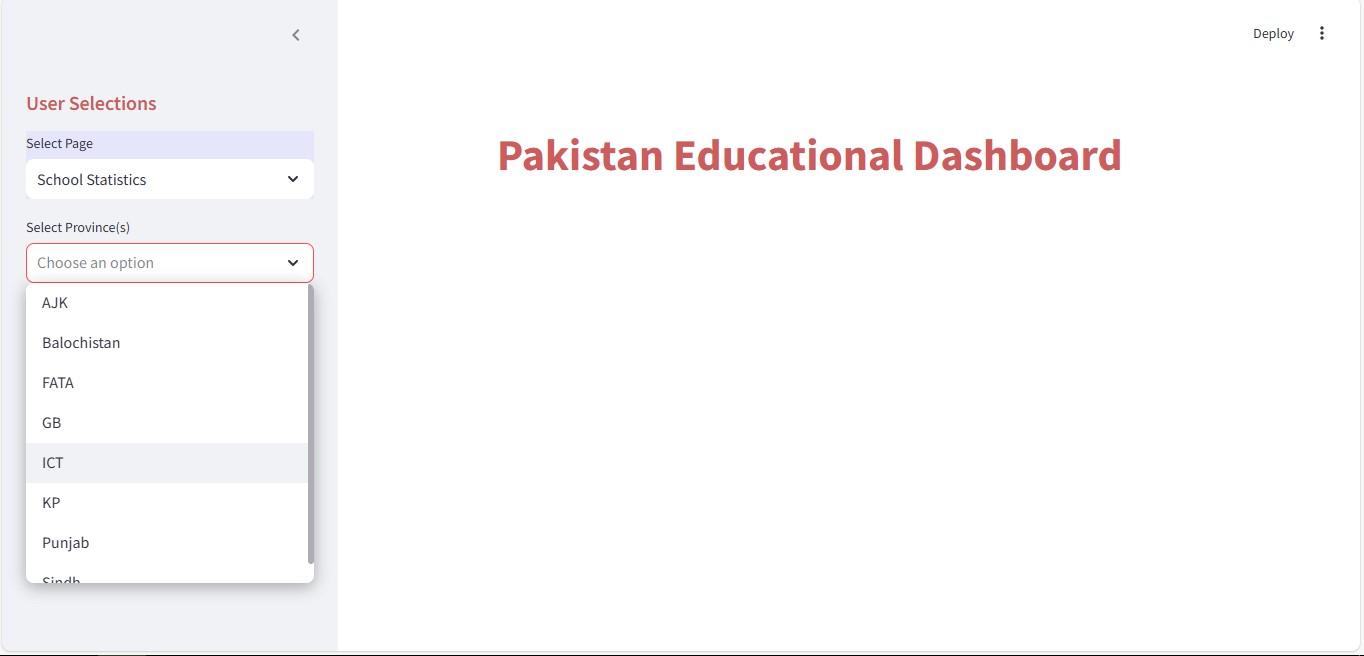 Deploy
User Selections
Select Page
School Statistics
Select Province(s)
Choose an option
AJK
Balochistan
FATA
GB
ICT
KP
Punjab
Sindh
Pakistan Educational Dashboard